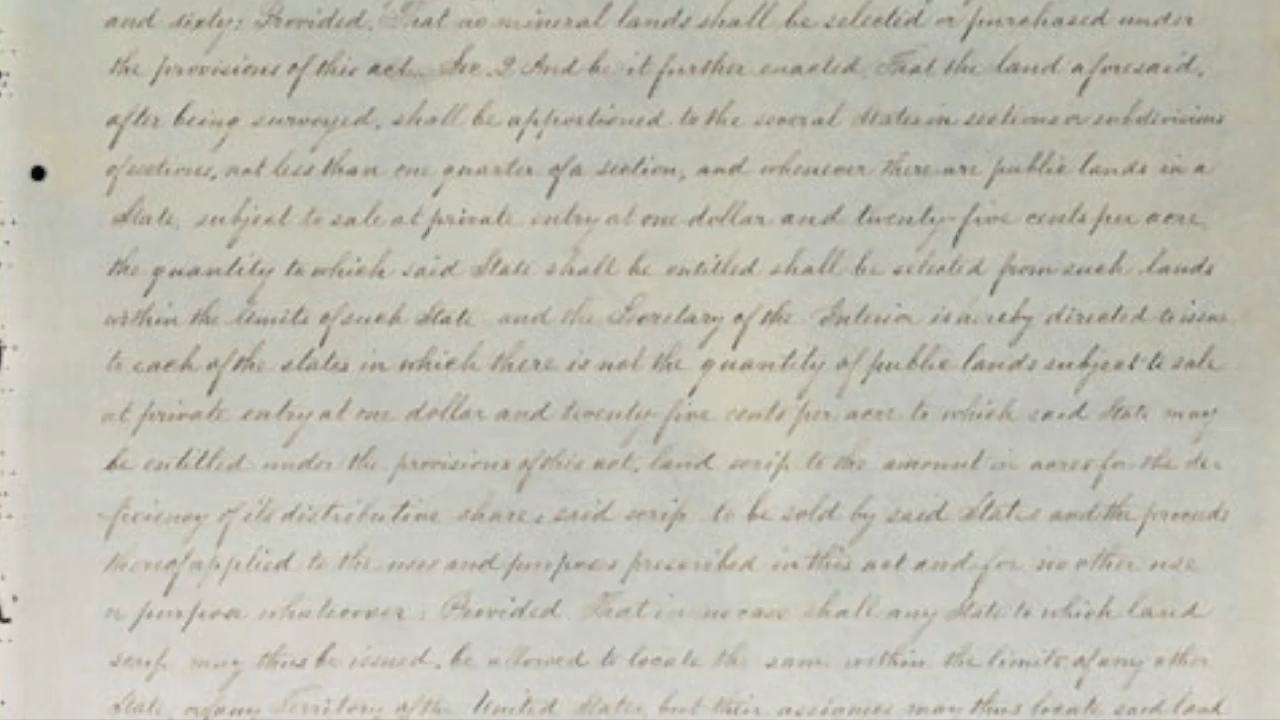 and sixty: Provided, That no mineral lands shall be selected or purchased under
the provisions of this act. Sec. 2 And be it further enacted That the land aforesaid,
after being surveyed, shall be apportioned to the several States in sections or subdivisions
of sections, not less than one quarter of a section, and whenever there are public lands in a
State, subject to sale at private entry at one dollar and twenty-five cents per acre
the quantity to which said State shall be entitled shall be selected from such lands
within the limits of such State and the Secretary of the Interior is hereby directed to issue
to each of the states in which there is not the quantity of public lands subject to sale
at private entry at one dollar and twenty-five cents per acre to which said State may
be entitled under the provisions of this act, land scrip to the amount in acres for the de-
ficiency of its distributive share; said scrip to be sold by said States and the proceeds
thereof applied to the uses and purposes prescribed in this act and for no other use
or purpose whatsoever: Provided That in no case shall any State to which land
scrip may thus be issued, be allowed to locate the same within the limits of any other
State, or of any Territory of the United States, but their assignees may thus locate said land